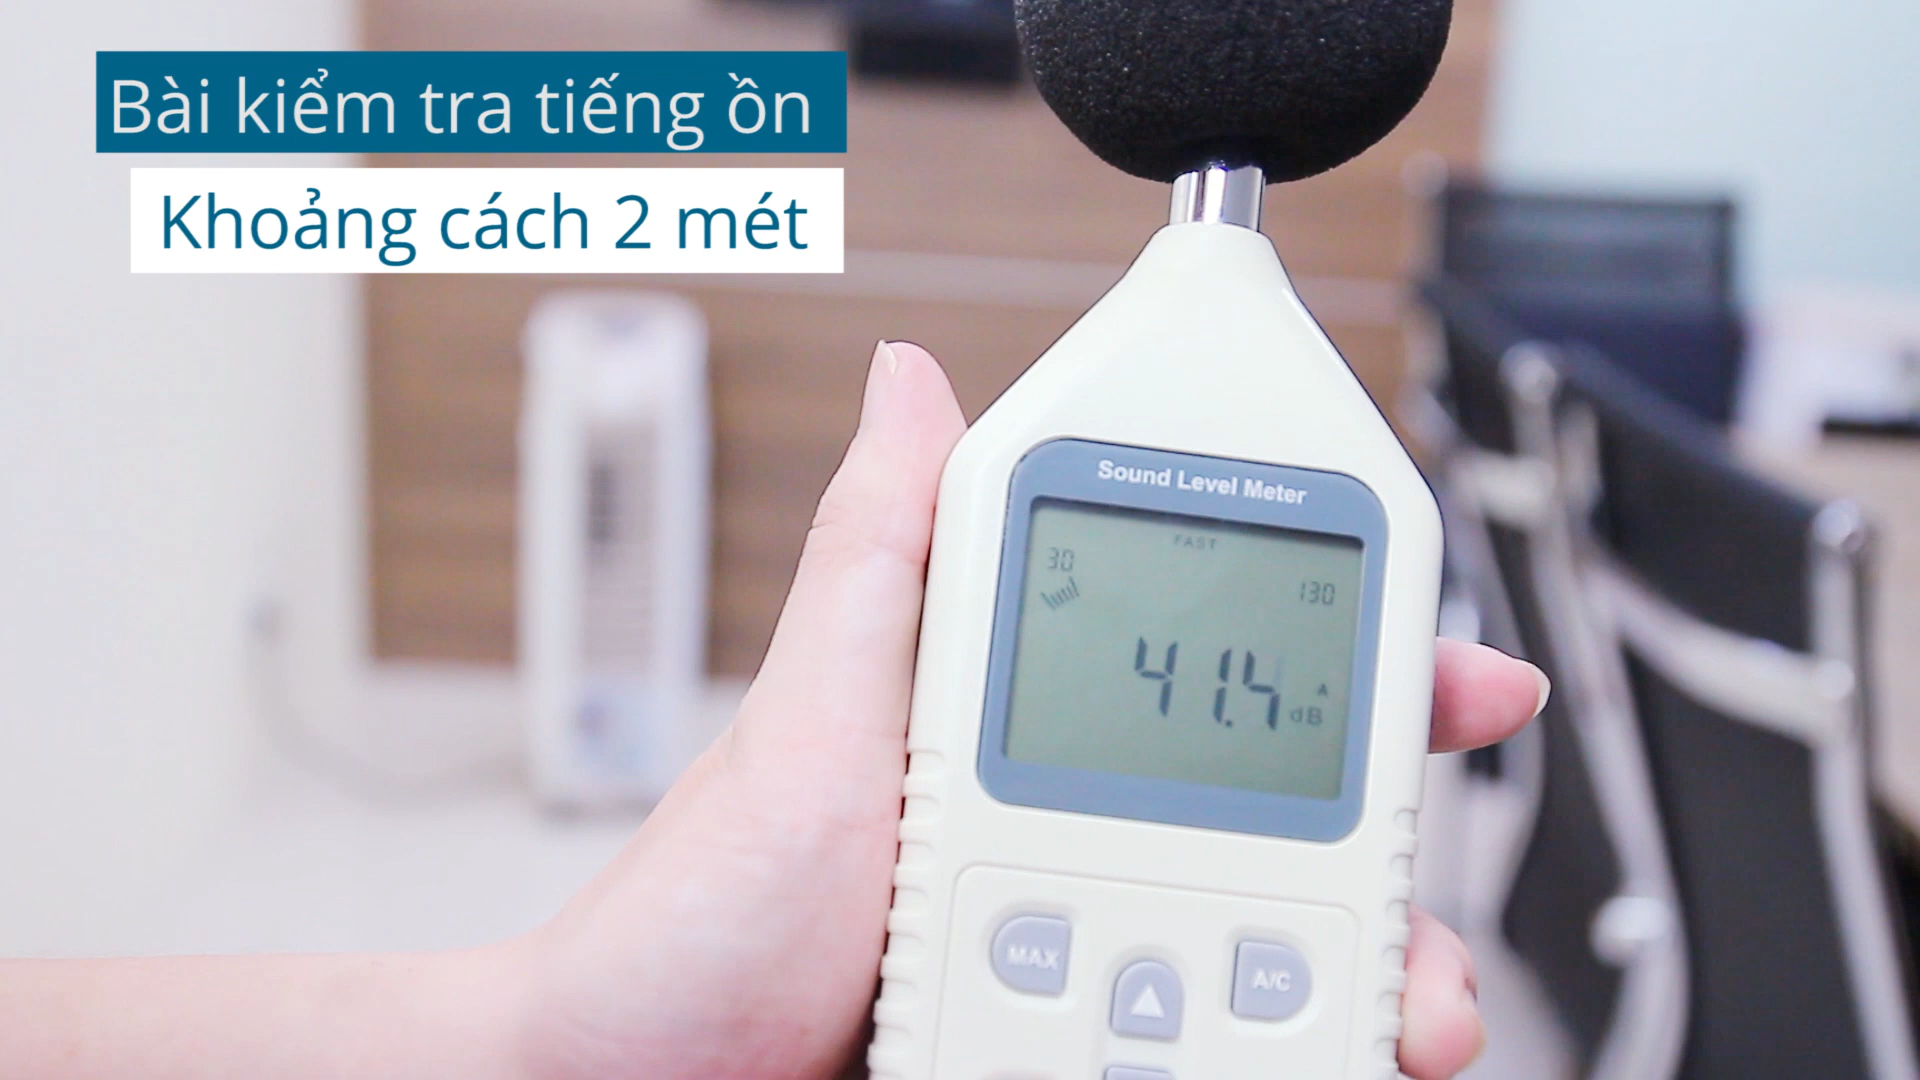 Bài kiểm tra tiếng ồn
Khoảng cách 2 mét
Sound Level Meter
FAST
30
130
41.4
A
dB
MAX
A/C